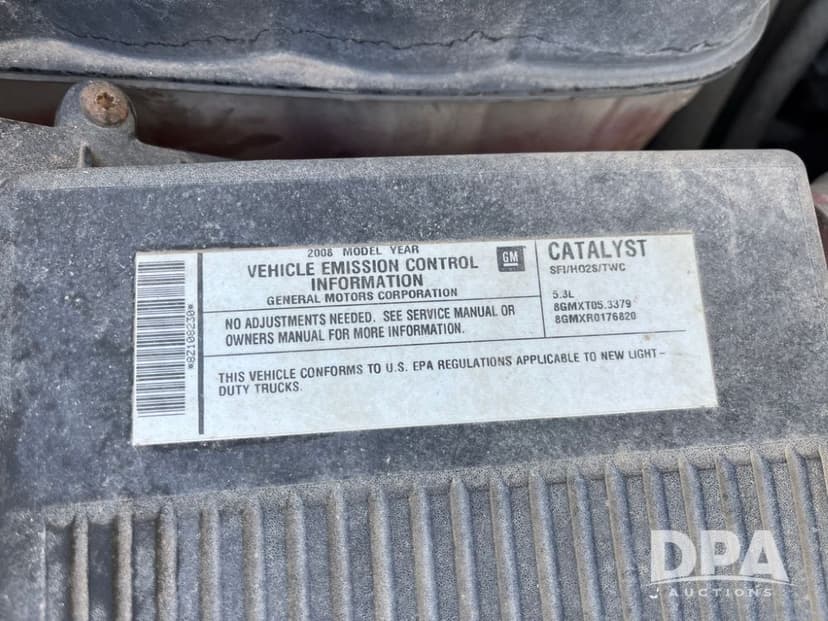 *8Z108230*
2008 MODEL YEAR
VEHICLE EMISSION CONTROL
INFORMATION
GENERAL MOTORS CORPORATION
GM
CATALYST
SFI/HO2S/TWC
5.3L
8GMXT05.3379
8GMXR0176820
NO ADJUSTMENTS NEEDED. SEE SERVICE MANUAL OR
OWNERS MANUAL FOR MORE INFORMATION.
THIS VEHICLE CONFORMS TO U.S. EPA REGULATIONS APPLICABLE TO NEW LIGHT-
DUTY TRUCKS.
DPA
AUCTIONS